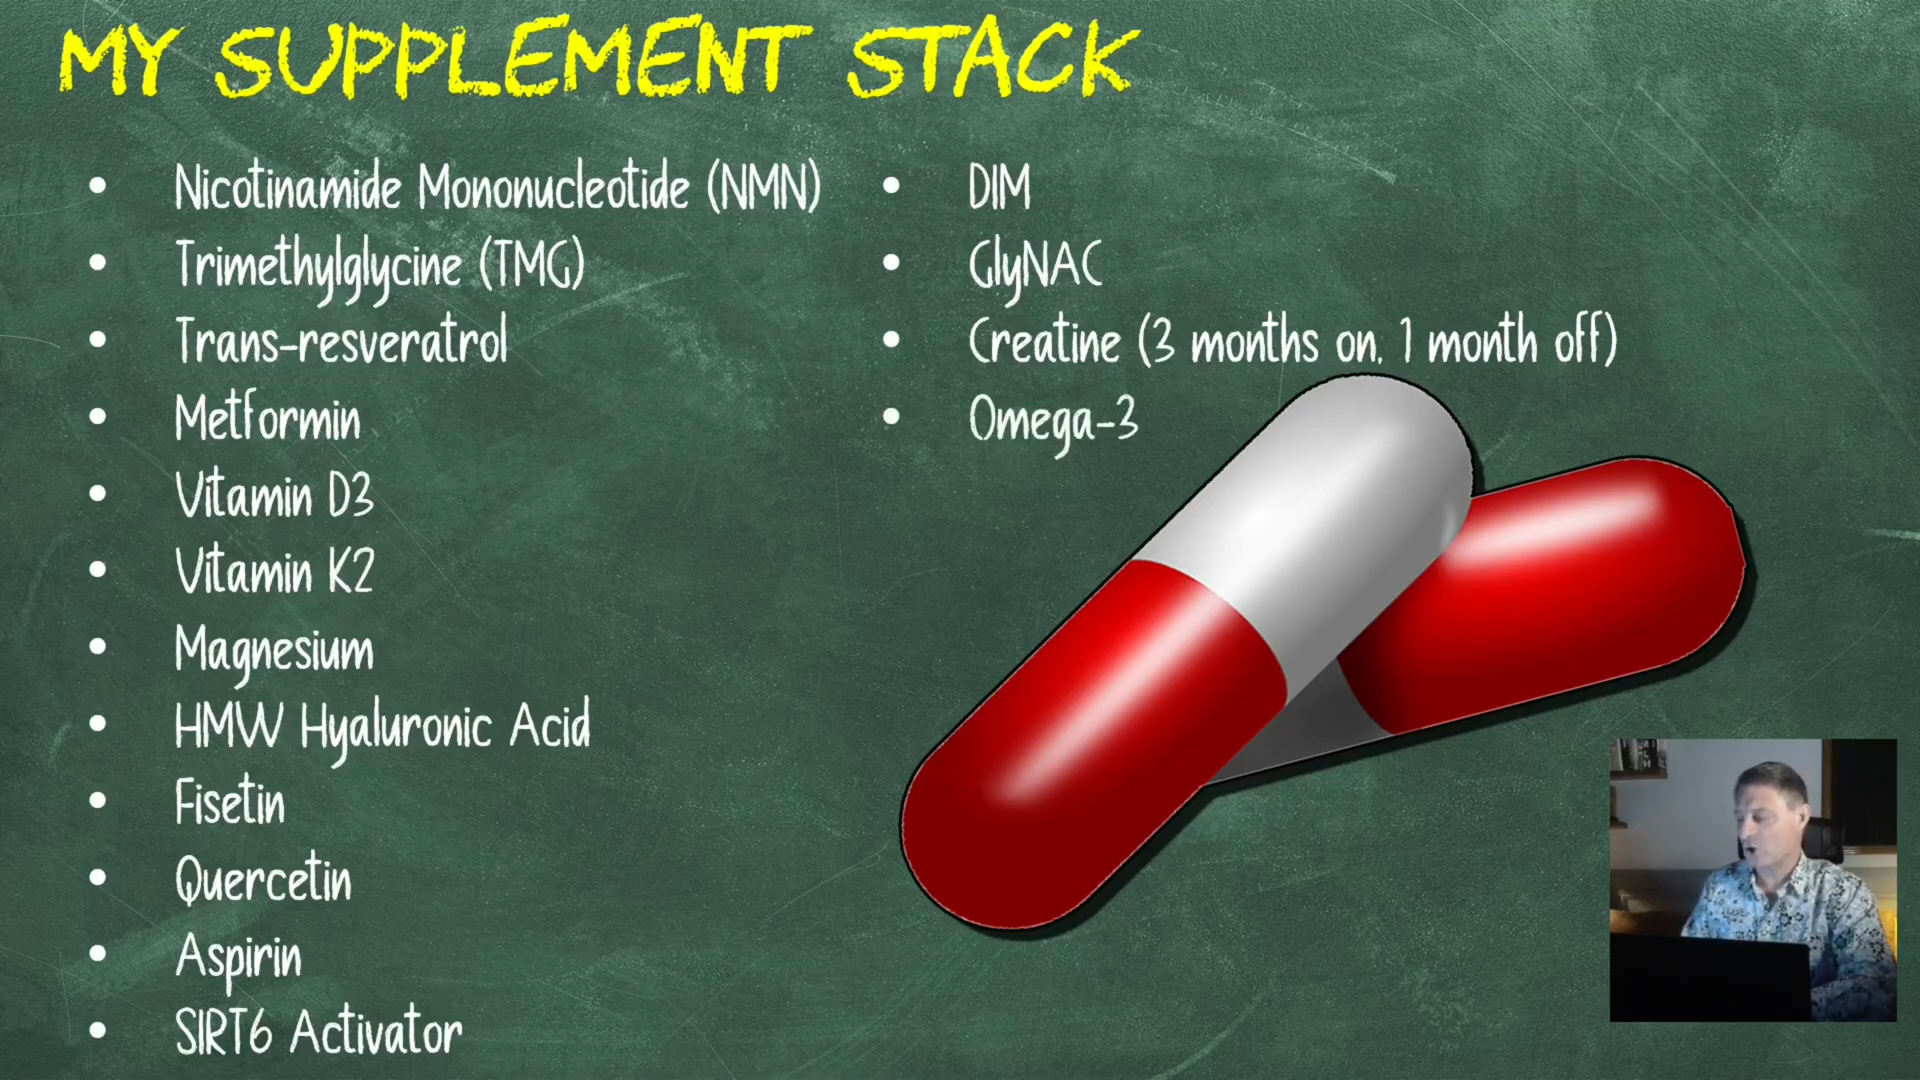 MY SUPPLEMENT STACK
Nicotinamide Mononucleotide (NMN)
Trimethylglycine (TMG)
Trans-resveratrol
Metformin
Vitamin D3
Vitamin K2
Magnesium
HMW Hyaluronic Acid
Fisetin
Quercetin
Aspirin
SIRT6 Activator
DIM
GlyNAC
Creatine (3 months on, 1 month off)
Omega-3